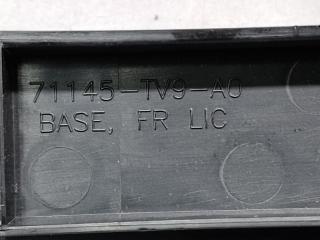 71145-TV9-A0
BASE, FR LIC